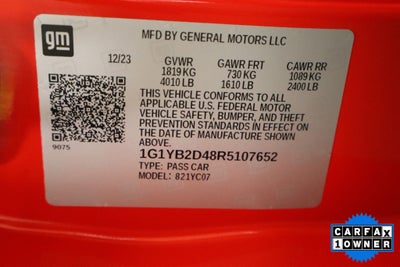 gm
MFD BY GENERAL MOTORS LLC
12/23 GVWR GAWR FRT CAWR RR
1819 KG 730 KG 1089 KG
4010 LB 1610 LB 2400 LB
THIS VEHICLE CONFORMS TO ALL
APPLICABLE U.S. FEDERAL MOTOR
VEHICLE SAFETY, BUMPER, AND THEFT
PREVENTION STANDARDS IN EFFECT ON
THE DATE OF MANUFACTURE SHOWN
ABOVE.
9075
1G1YB2D48R5107652
TYPE: PASS CAR
MODEL: 821YC07
CARFAX
1 OWNER